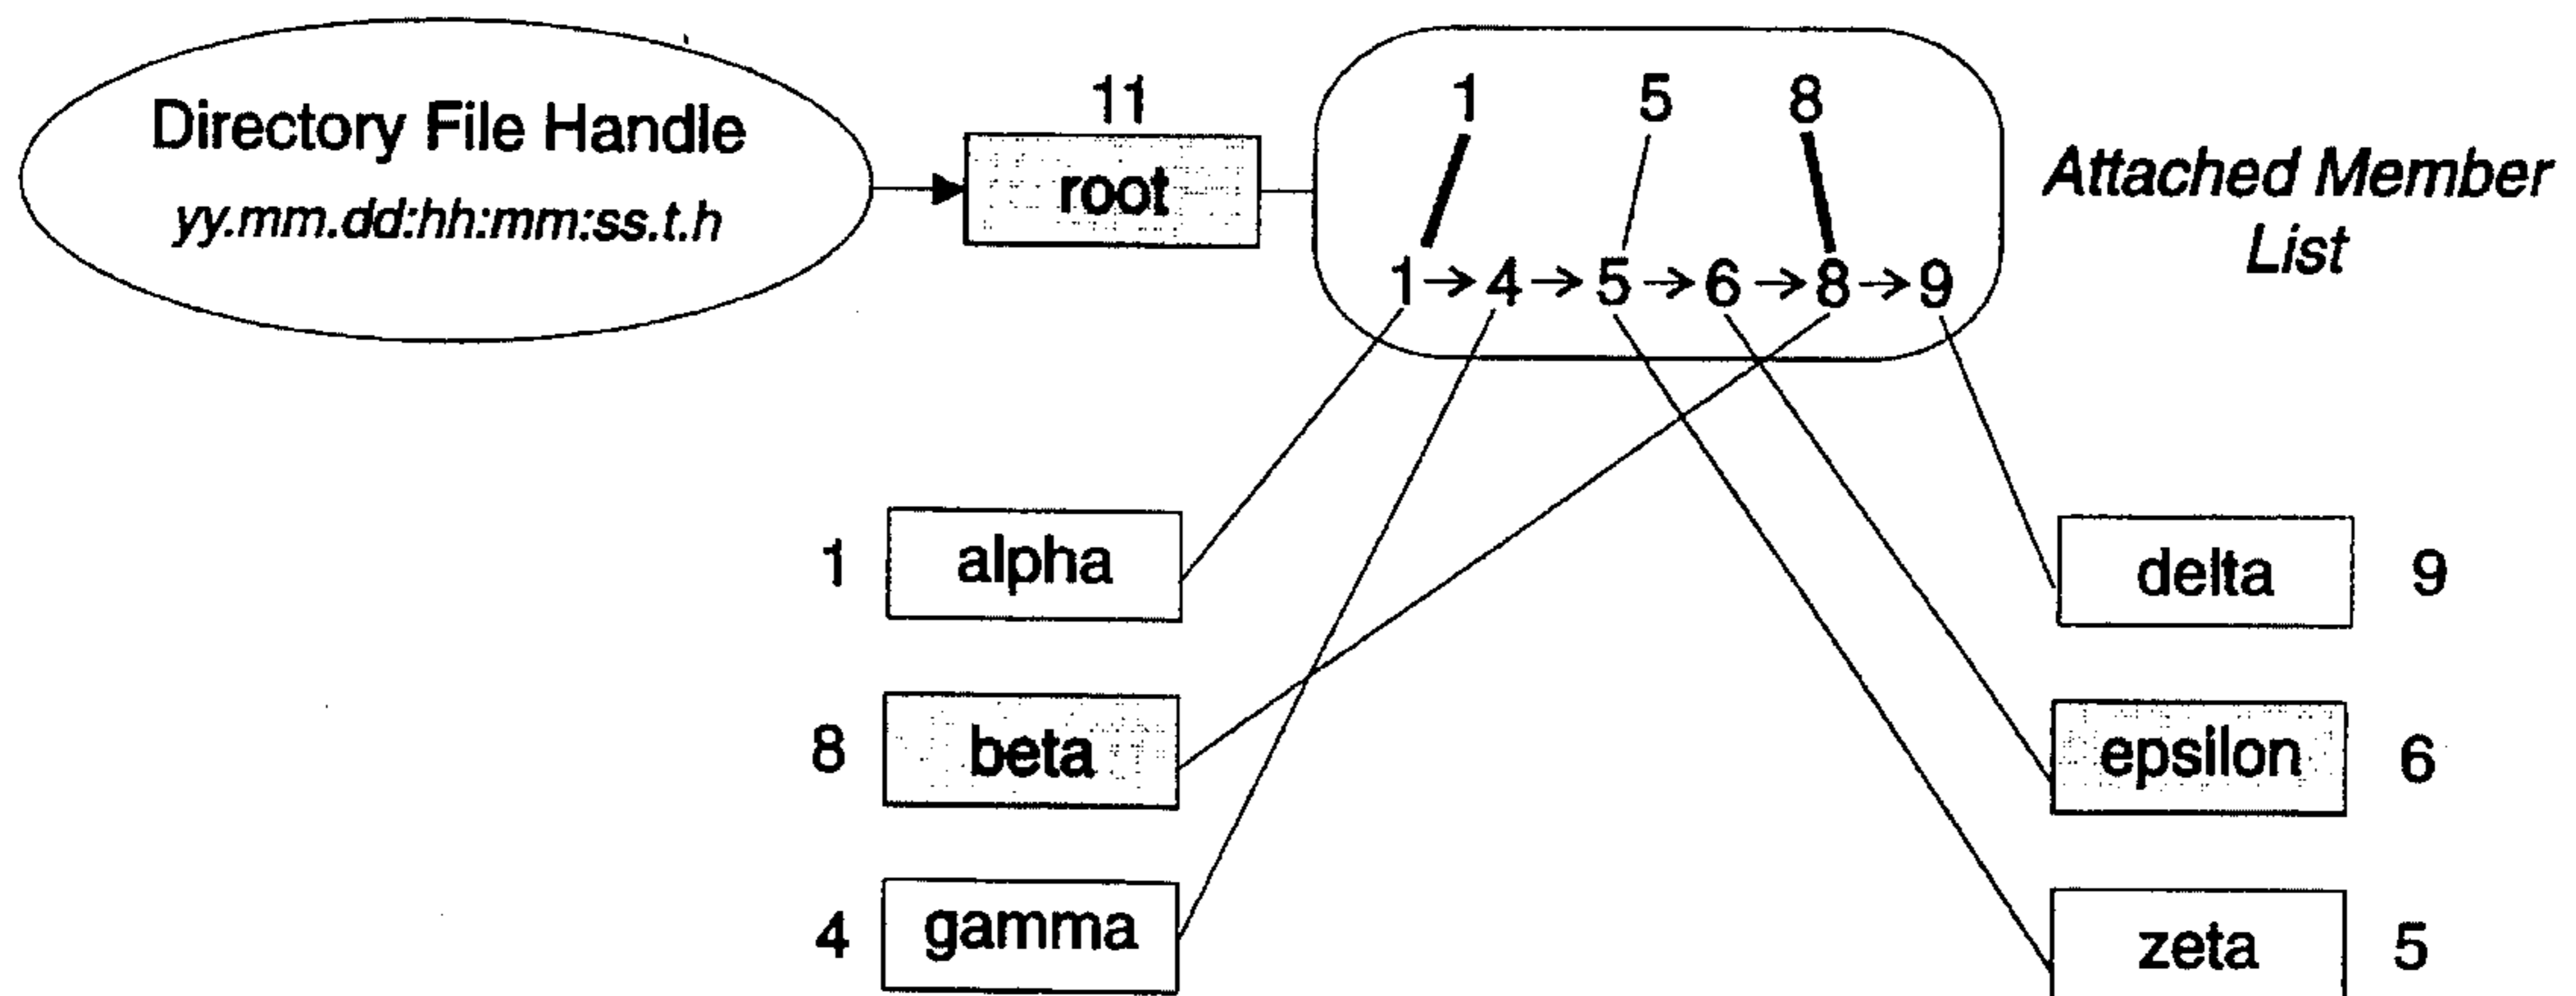 Directory File Handle
yy.mm.dd:hh:mm:ss.t.h
11
root
1 5 8
1 → 4 → 5 → 6 → 8 → 9
Attached Member
List
1 alpha
delta 9
8 beta
epsilon 6
4 gamma
zeta 5